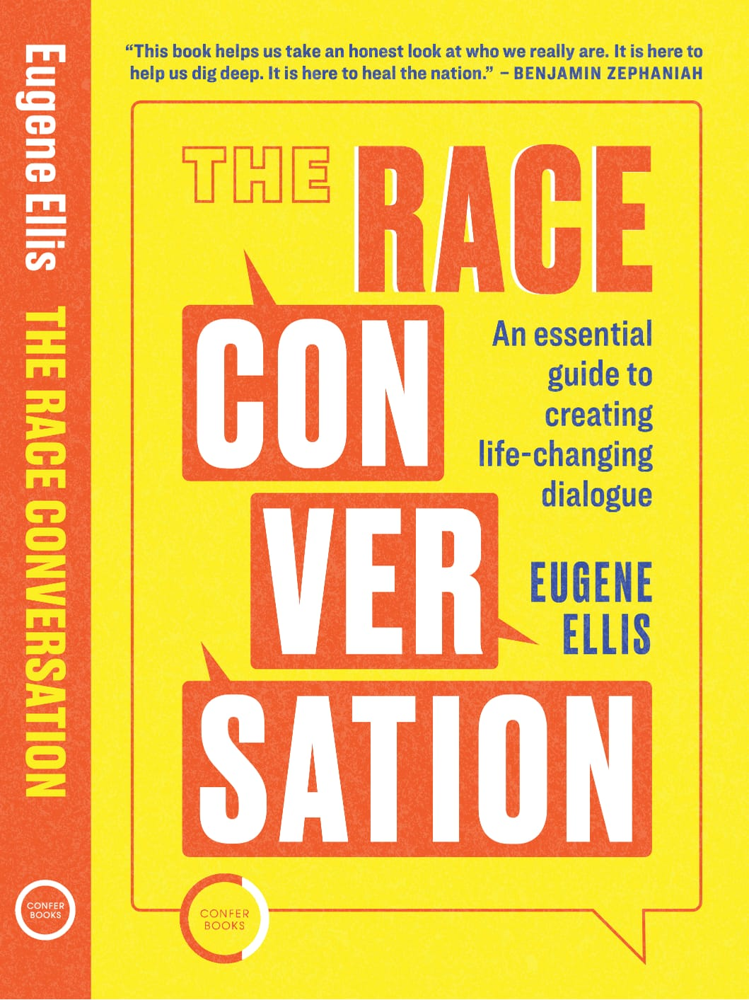 Eugene Ellis THE RACE CONVERSATION
CONFER
BOOKS
“This book helps us take an honest look at who we really are. It is here to
help us dig deep. It is here to heal the nation.” – BENJAMIN ZEPHANIAH
THE RACE
CON
VER
SATION
An essential
guide to
creating
life-changing
dialogue
EUGENE
ELLIS
CONFER
BOOKS